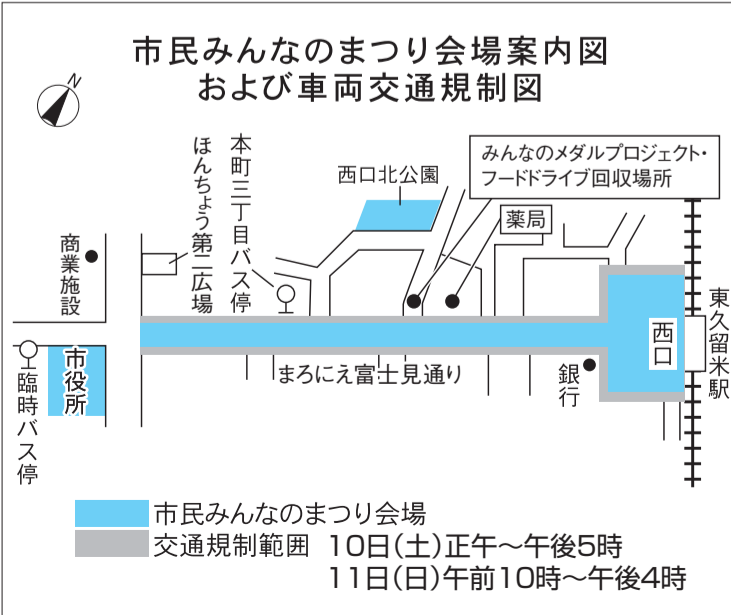 市民みんなのまつり会場案内図
および車両交通規制図
N
みんなのメダルプロジェクト・
フードドライブ回収場所
西口北公園
薬局
本町三丁目バス停
ほんちょう第二広場
商業施設
東久留米駅
西口
銀行
まろにえ富士見通り
市役所
臨時バス停
市民みんなのまつり会場
交通規制範囲 10日(土)正午～午後5時
11日(日)午前10時～午後4時